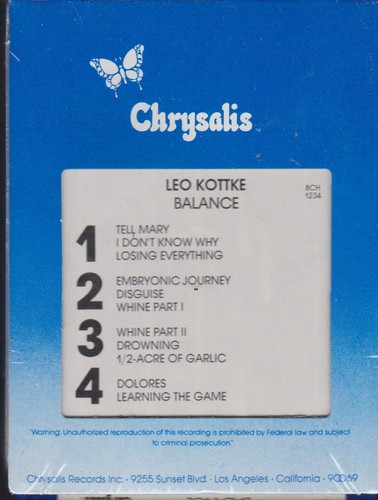 Chrysalis
LEO KOTTKE
BALANCE
8CH
1234
1
TELL MARY
I DON'T KNOW WHY
LOSING EVERYTHING
2
EMBRYONIC JOURNEY
DISGUISE
WHINE PART I
3
WHINE PART II
DROWNING
1/2-ACRE OF GARLIC
4
DOLORES
LEARNING THE GAME
"Warning: Unauthorized reproduction of this recording is prohibited by Federal law and subject
to criminal prosecution"
Chrysalis Records Inc. • 9255 Sunset Blvd. • Los Angeles • California • 90069